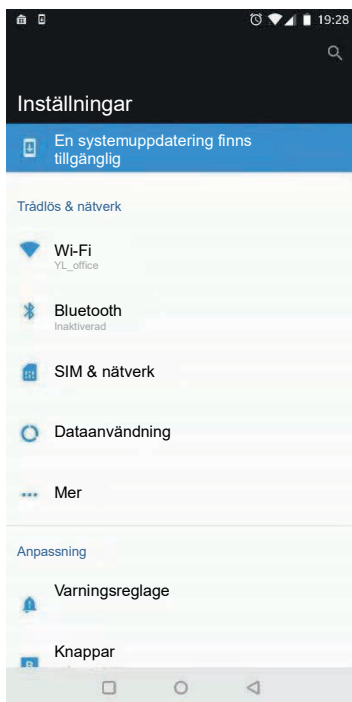 19:28
Inställningar
En systemuppdatering finns
tillgänglig
Trådlös & nätverk
Wi-Fi
YL_office
Bluetooth
Inaktiverad
SIM & nätverk
Dataanvändning
Mer
Anpassning
Varningsreglage
Knappar